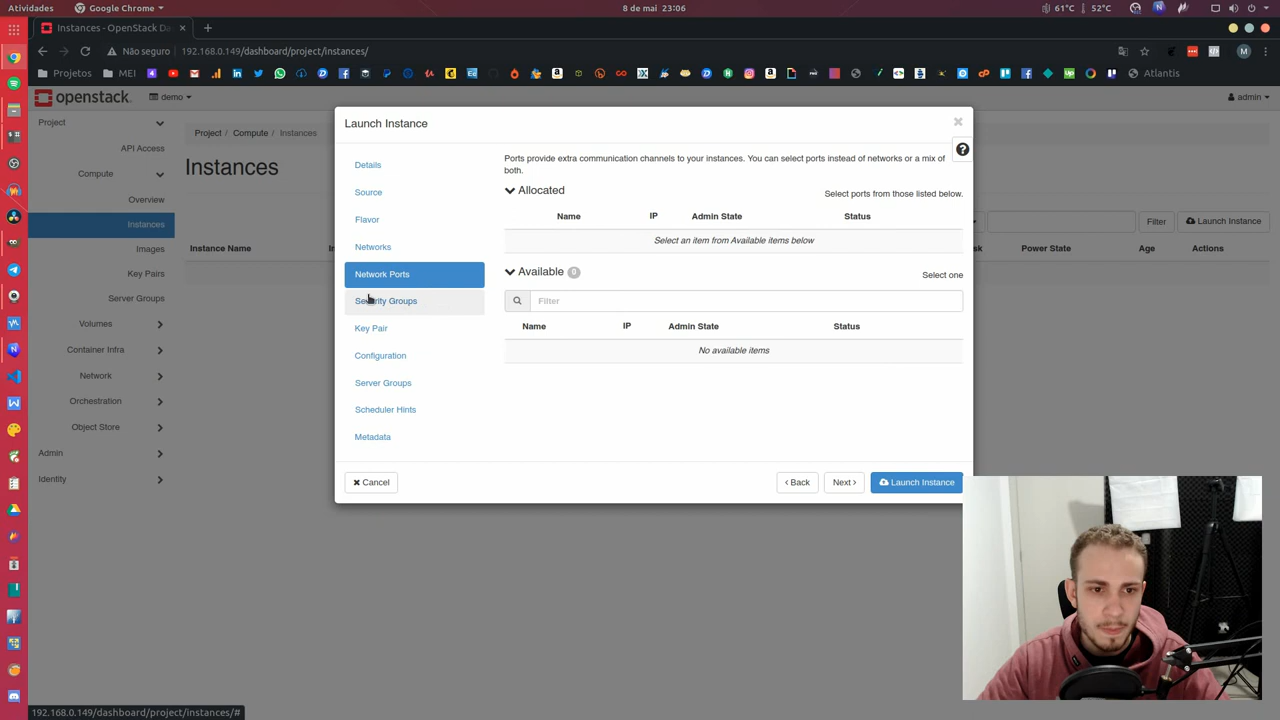 Atividades
Google Chrome
8 de mai 23:06
61°C
52°C
Instances - OpenStack Da
Não seguro
192.168.0.149/dashboard/project/instances/
Projetos
MEI
Atlantis
openstack.
demo
admin
Project
API Access
Compute
Overview
Instances
Images
Key Pairs
Server Groups
Volumes
Container Infra
Network
Orchestration
Object Store
Admin
Identity
Project / Compute / Instances
Instances
Filter
Launch Instance
Instance Name
Power State
Age
Actions
Launch Instance
Details
Source
Flavor
Networks
Network Ports
Security Groups
Key Pair
Configuration
Server Groups
Scheduler Hints
Metadata
Ports provide extra communication channels to your instances. You can select ports instead of networks or a mix of
both.
Allocated
Select ports from those listed below.
Name IP Admin State Status
Select an item from Available items below
Available 0
Select one
Filter
Name IP Admin State Status
No available items
Cancel
Back
Next
Launch Instance
192.168.0.149/dashboard/project/instances/#